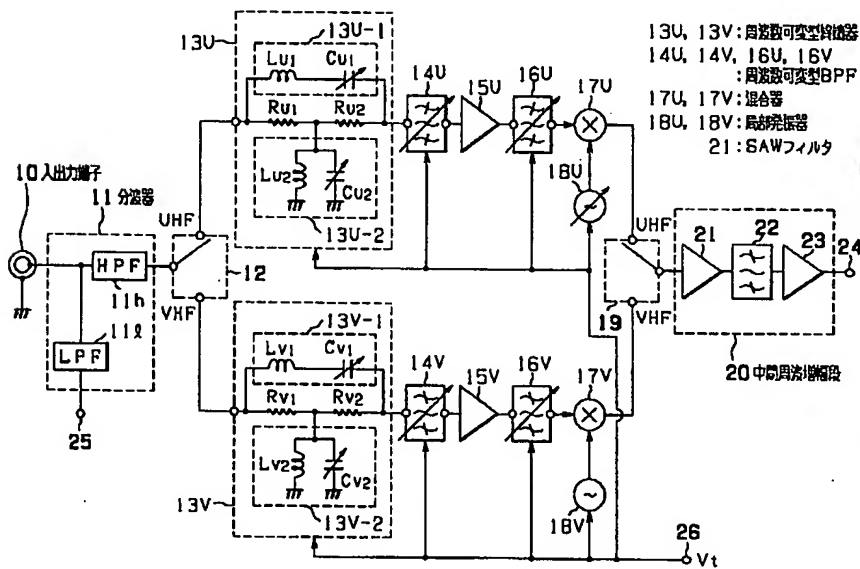 13U, 13V:周波数可変型終端器
14U, 14V, 16U, 16V
:周波数可変型BPF
17U, 17V:混合器
18U, 18V:局部発振器
21:SAWフィルタ
13U
13U-1
LU1
CU1
RU1
RU2
LU2
CU2
13U-2
14U
15U
16U
17U
18U
10 入出力端子
11 分波器
HPF
11h
LPF
11ℓ
25
UHF
12
VHF
UHF
19
VHF
21
22
23
24
20 中間周波増幅段
13V-1
LV1
CV1
RV1
RV2
LV2
CV2
13V
13V-2
14V
15V
16V
17V
18V
26
Vt